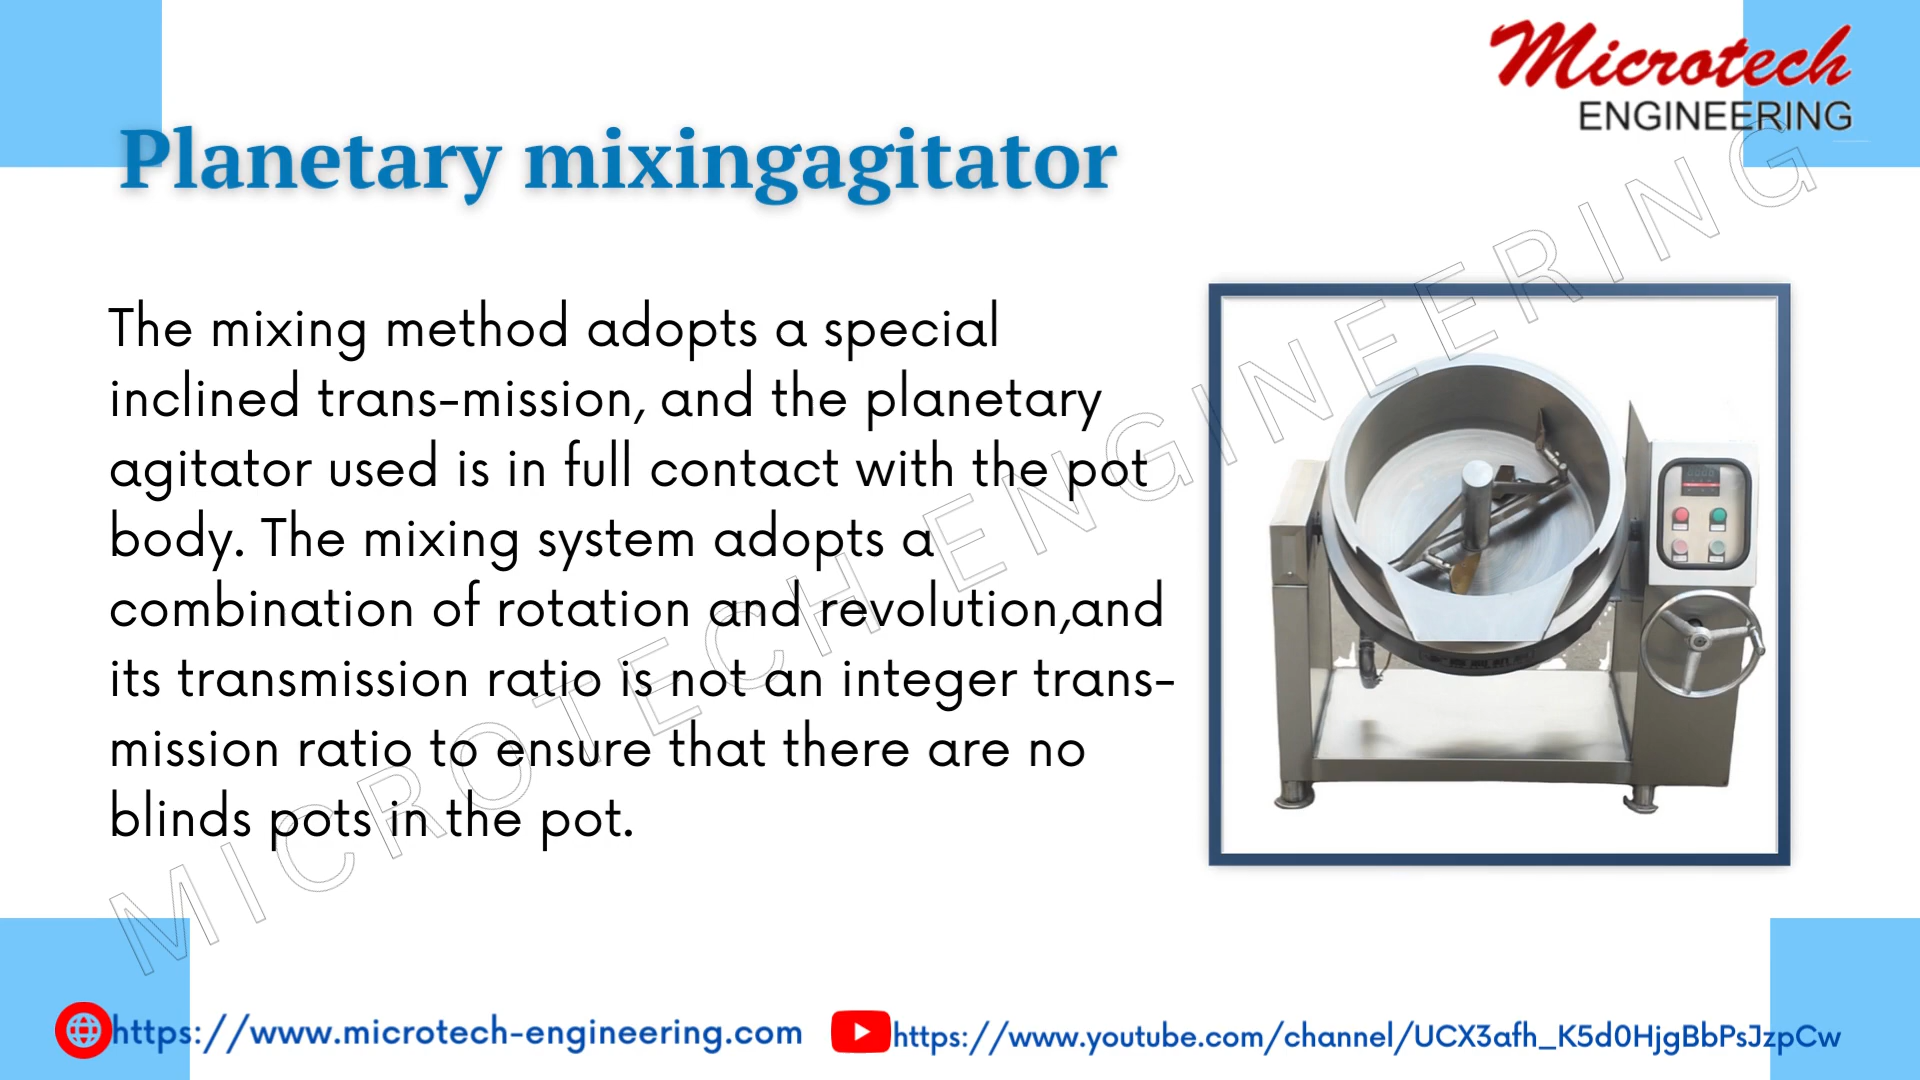 Microtech
ENGINEERING
Planetary mixingagitator
The mixing method adopts a special
inclined trans-mission, and the planetary
agitator used is in full contact with the pot
body. The mixing system adopts a
combination of rotation and revolution,and
its transmission ratio is not an integer trans-
mission ratio to ensure that there are no
blinds pots in the pot.
MICROTECH ENGINEERING
https://www.microtech-engineering.com
https://www.youtube.com/channel/UCX3afh_K5d0HjgBbPsJzpCw